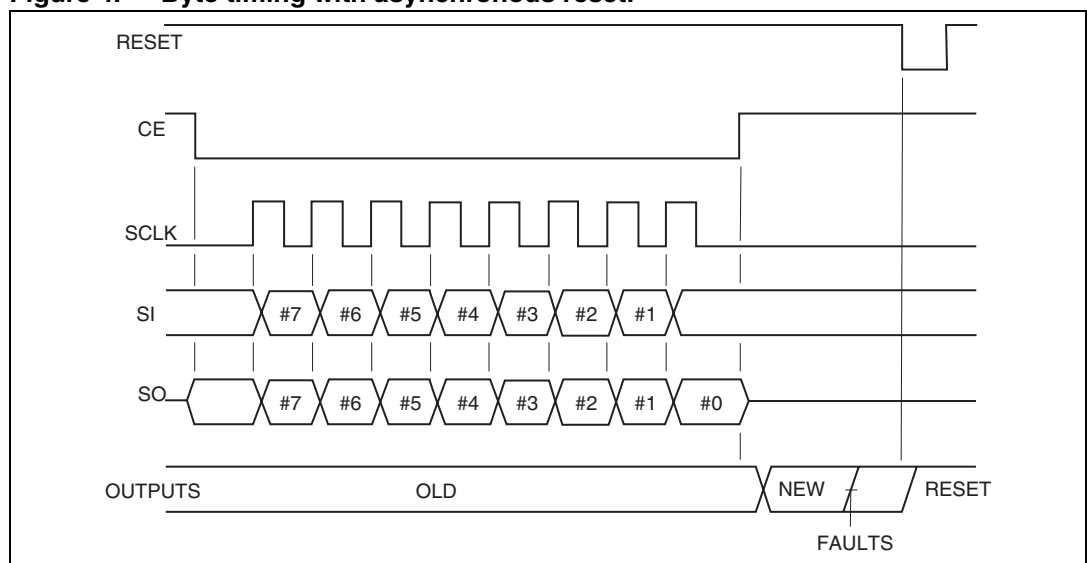 RESET
CE
SCLK
SI #7 #6 #5 #4 #3 #2 #1
SO #7 #6 #5 #4 #3 #2 #1 #0
OUTPUTS OLD NEW RESET
FAULTS